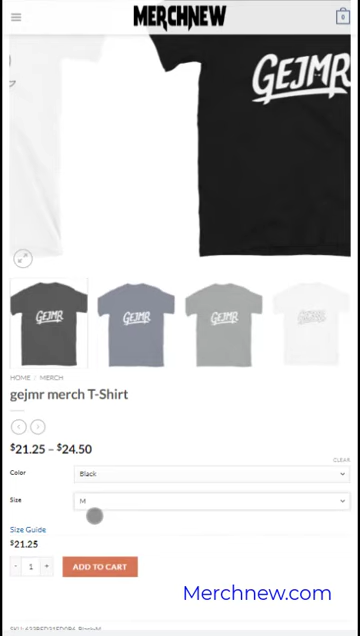 MERCHNEW
0
GEJMR
GEJMR
GEJMR
GEJMR
GEJMR
HOME / MERCH
gejmr merch T-Shirt
$21.25 – $24.50
CLEAR
Color
Black
Size
M
Size Guide
$21.25
- 1 +
ADD TO CART
Merchnew.com